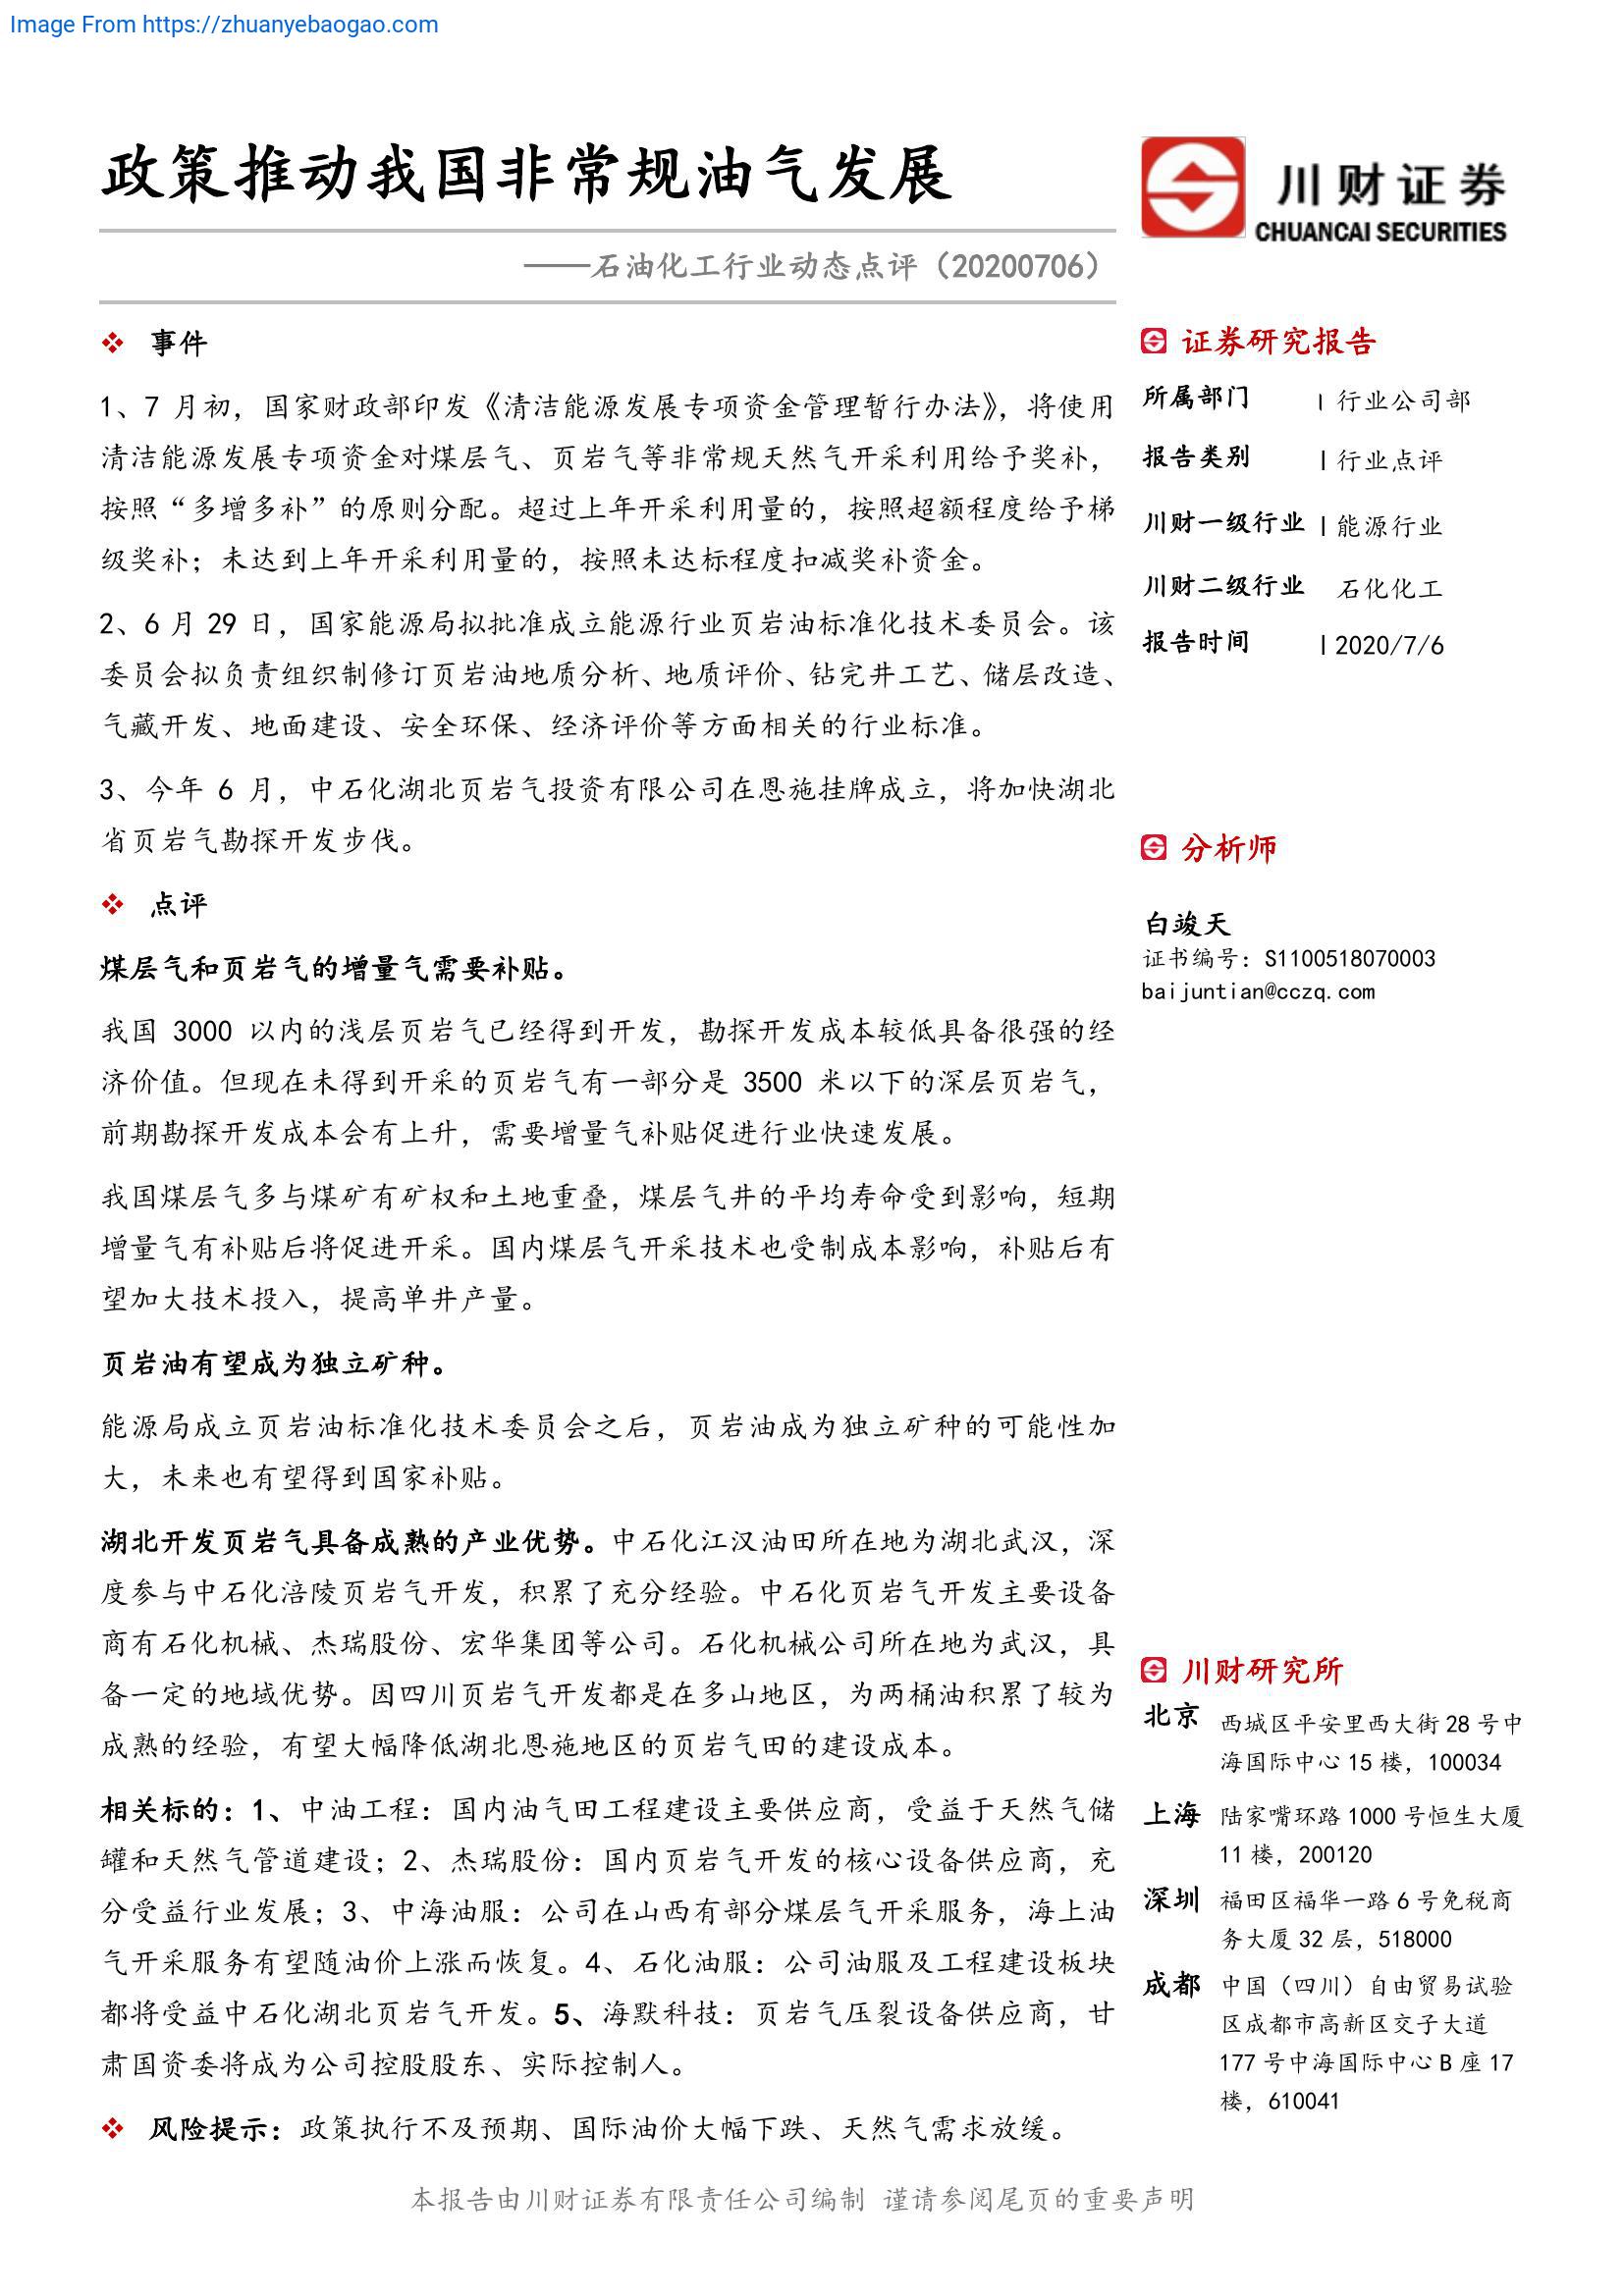 Image From https://zhuanyebaogao.com
政策推动我国非常规油气发展
——石油化工行业动态点评（20200706）
❖ 事件
1、7 月初，国家财政部印发《清洁能源发展专项资金管理暂行办法》，将使用
清洁能源发展专项资金对煤层气、页岩气等非常规天然气开采利用给予奖补，
按照“多增多补”的原则分配。超过上年开采利用量的，按照超额程度给予梯
级奖补；未达到上年开采利用量的，按照未达标程度扣减奖补资金。
2、6 月 29 日，国家能源局拟批准成立能源行业页岩油标准化技术委员会。该
委员会拟负责组织制修订页岩油地质分析、地质评价、钻完井工艺、储层改造、
气藏开发、地面建设、安全环保、经济评价等方面相关的行业标准。
3、今年 6 月，中石化湖北页岩气投资有限公司在恩施挂牌成立，将加快湖北
省页岩气勘探开发步伐。
❖ 点评
煤层气和页岩气的增量气需要补贴。
我国 3000 以内的浅层页岩气已经得到开发，勘探开发成本较低具备很强的经
济价值。但现在未得到开采的页岩气有一部分是 3500 米以下的深层页岩气，
前期勘探开发成本会有上升，需要增量气补贴促进行业快速发展。
我国煤层气多与煤矿有矿权和土地重叠，煤层气井的平均寿命受到影响，短期
增量气有补贴后将促进开采。国内煤层气开采技术也受制成本影响，补贴后有
望加大技术投入，提高单井产量。
页岩油有望成为独立矿种。
能源局成立页岩油标准化技术委员会之后，页岩油成为独立矿种的可能性加
大，未来也有望得到国家补贴。
湖北开发页岩气具备成熟的产业优势。中石化江汉油田所在地为湖北武汉，深
度参与中石化涪陵页岩气开发，积累了充分经验。中石化页岩气开发主要设备
商有石化机械、杰瑞股份、宏华集团等公司。石化机械公司所在地为武汉，具
备一定的地域优势。因四川页岩气开发都是在多山地区，为两桶油积累了较为
成熟的经验，有望大幅降低湖北恩施地区的页岩气田的建设成本。
相关标的：1、中油工程：国内油气田工程建设主要供应商，受益于天然气储
罐和天然气管道建设；2、杰瑞股份：国内页岩气开发的核心设备供应商，充
分受益行业发展；3、中海油服：公司在山西有部分煤层气开采服务，海上油
气开采服务有望随油价上涨而恢复。4、石化油服：公司油服及工程建设板块
都将受益中石化湖北页岩气开发。5、海默科技：页岩气压裂设备供应商，甘
肃国资委将成为公司控股股东、实际控制人。
❖ 风险提示：政策执行不及预期、国际油价大幅下跌、天然气需求放缓。
川财证券
CHUANCAI SECURITIES
证券研究报告
所属部门 | 行业公司部
报告类别 | 行业点评
川财一级行业 | 能源行业
川财二级行业 石化化工
报告时间 | 2020/7/6
分析师
白竣天
证书编号：S1100518070003
baijuntian@cczq.com
川财研究所
北京 西城区平安里西大街 28 号中
海国际中心 15 楼，100034
上海 陆家嘴环路 1000 号恒生大厦
11 楼，200120
深圳 福田区福华一路 6 号免税商
务大厦 32 层，518000
成都 中国（四川）自由贸易试验
区成都市高新区交子大道
177 号中海国际中心 B 座 17
楼，610041
本报告由川财证券有限责任公司编制 谨请参阅尾页的重要声明